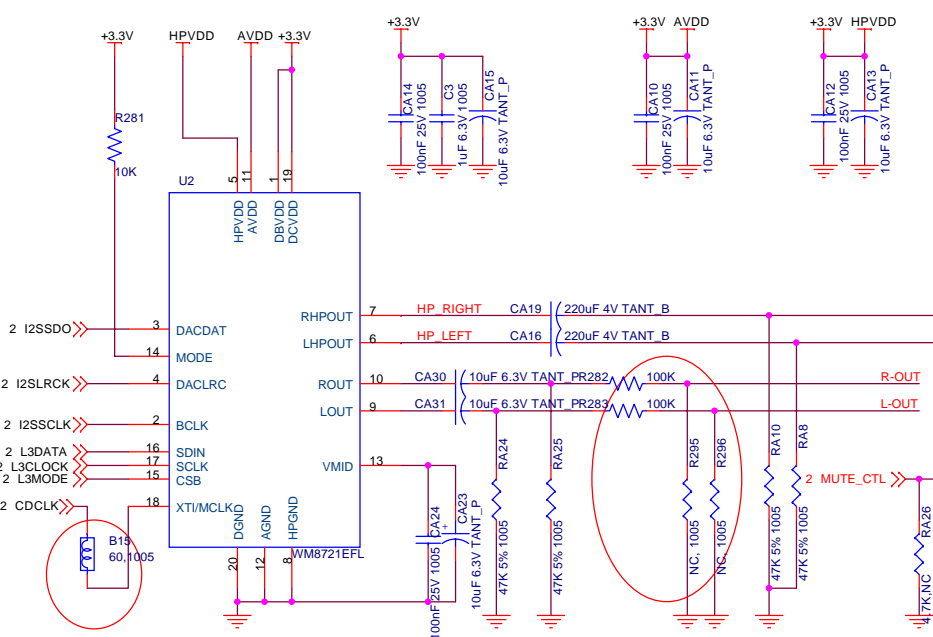 +3.3V
+3.3V AVDD
+3.3V HPVDD
+3.3V
HPVDD
AVDD +3.3V
CA14
100nF 25V 1005
C3
1uF 6.3V 1005
CA15
10uF 6.3V TANT_P
CA10
100nF 25V 1005
CA11
10uF 6.3V TANT_P
CA12
100nF 25V 1005
CA13
10uF 6.3V TANT_P
R281
10K
U2
5
11
1
19
HPVDD
AVDD
DBVDD
DCVDD
2 I2SSDO
3
DACDAT
14
MODE
2 I2SLRCK
4
DACLRC
2 I2SSCLK
2
BCLK
2 L3DATA
16
SDIN
2 L3CLOCK
17
SCLK
2 L3MODE
15
CSB
2 CDCLK
18
XTI/MCLK
B15
60,1005
RHPOUT
7
HP_RIGHT
CA19
220uF 4V TANT_B
LHPOUT
6
HP_LEFT
CA16
220uF 4V TANT_B
ROUT
10
CA30
10uF 6.3V TANT_P
R282
100K
R-OUT
LOUT
9
CA31
10uF 6.3V TANT_P
R283
100K
L-OUT
VMID
13
DGND
AGND
HPGND
20
12
8
WM8721EFL
CA24
100nF 25V 1005
+
CA23
10uF 6.3V TANT_P
RA24
47K 5% 1005
RA25
47K 5% 1005
R295
NC, 1005
R296
NC, 1005
RA10
47K 5% 1005
RA8
47K 5% 1005
2 MUTE_CTL
RA26
4.7K,NC